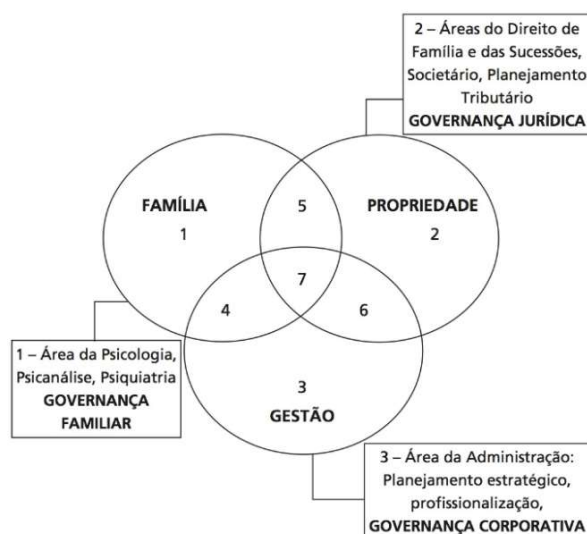 2 – Áreas do Direito de
Família e das Sucessões,
Societário, Planejamento
Tributário
GOVERNANÇA JURÍDICA
FAMÍLIA
1
5
PROPRIEDADE
2
7
4
6
1 – Área da Psicologia,
Psicanálise, Psiquiatria
GOVERNANÇA
FAMILIAR
3
GESTÃO
3 – Área da Administração:
Planejamento estratégico,
profissionalização,
GOVERNANÇA CORPORATIVA